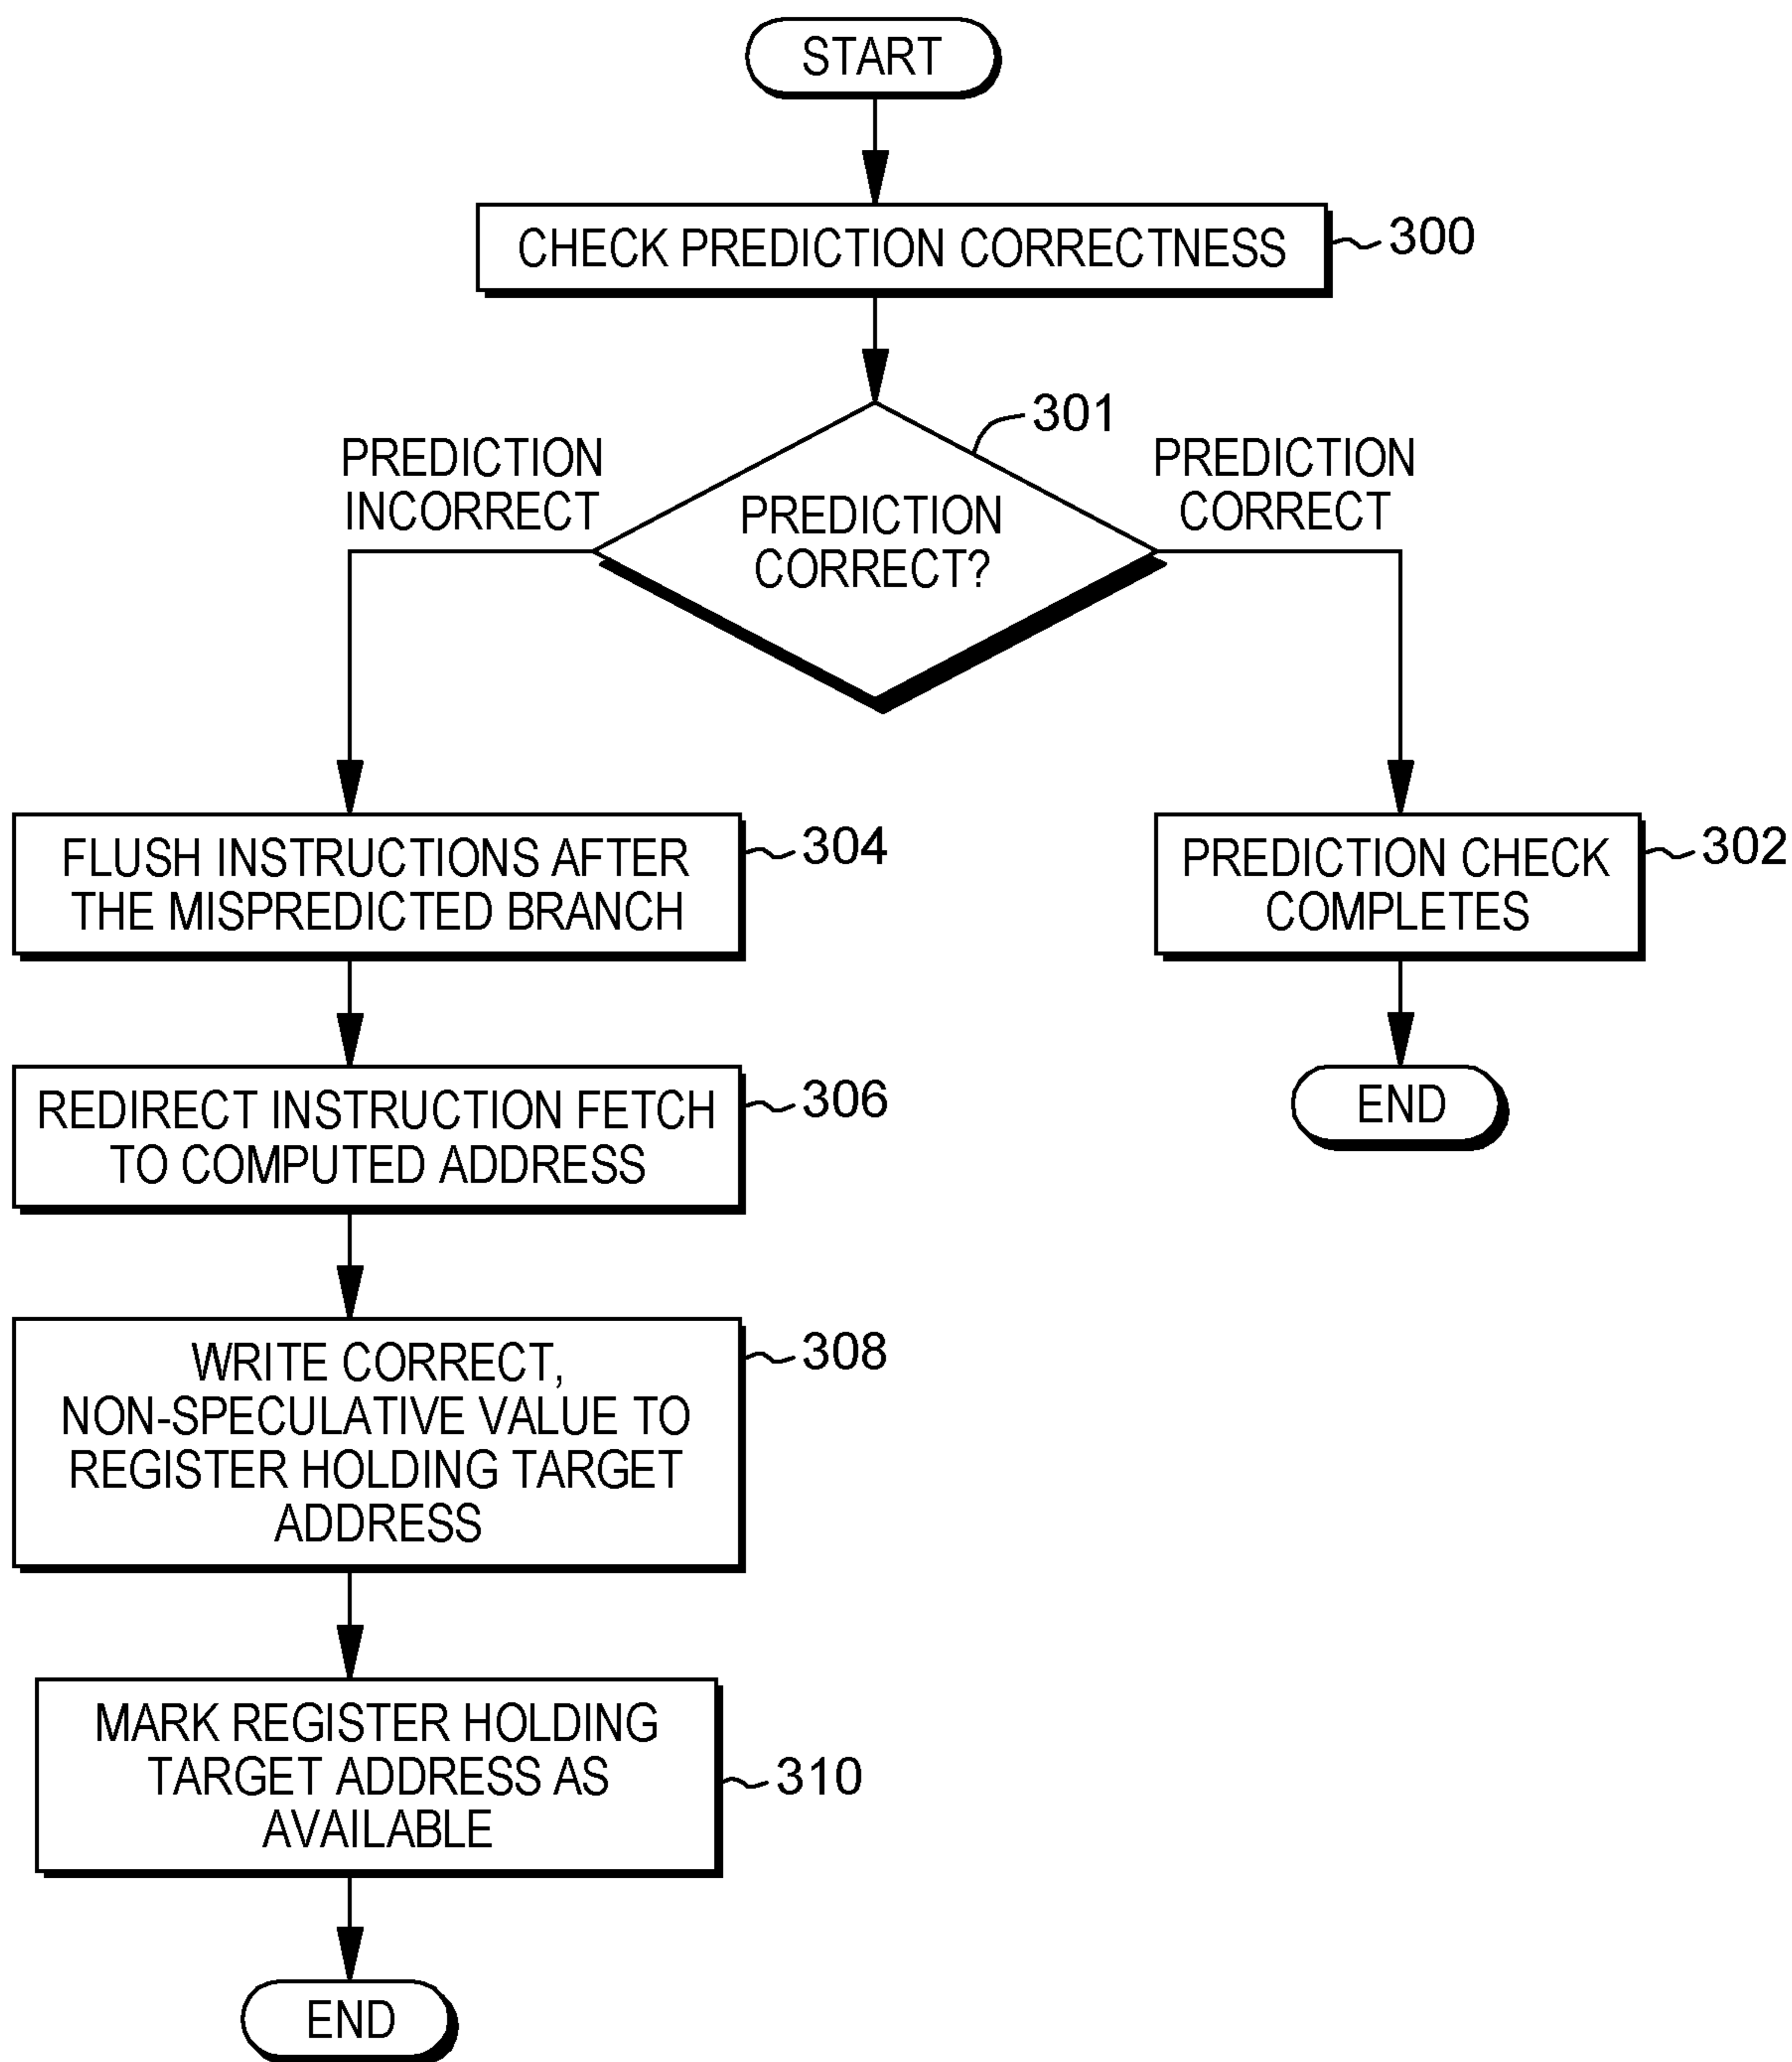 START
CHECK PREDICTION CORRECTNESS
300
301
PREDICTION
INCORRECT
PREDICTION
CORRECT?
PREDICTION
CORRECT
FLUSH INSTRUCTIONS AFTER
THE MISPREDICTED BRANCH
304
PREDICTION CHECK
COMPLETES
302
REDIRECT INSTRUCTION FETCH
TO COMPUTED ADDRESS
306
END
WRITE CORRECT,
NON-SPECULATIVE VALUE TO
REGISTER HOLDING TARGET
ADDRESS
308
MARK REGISTER HOLDING
TARGET ADDRESS AS
AVAILABLE
310
END